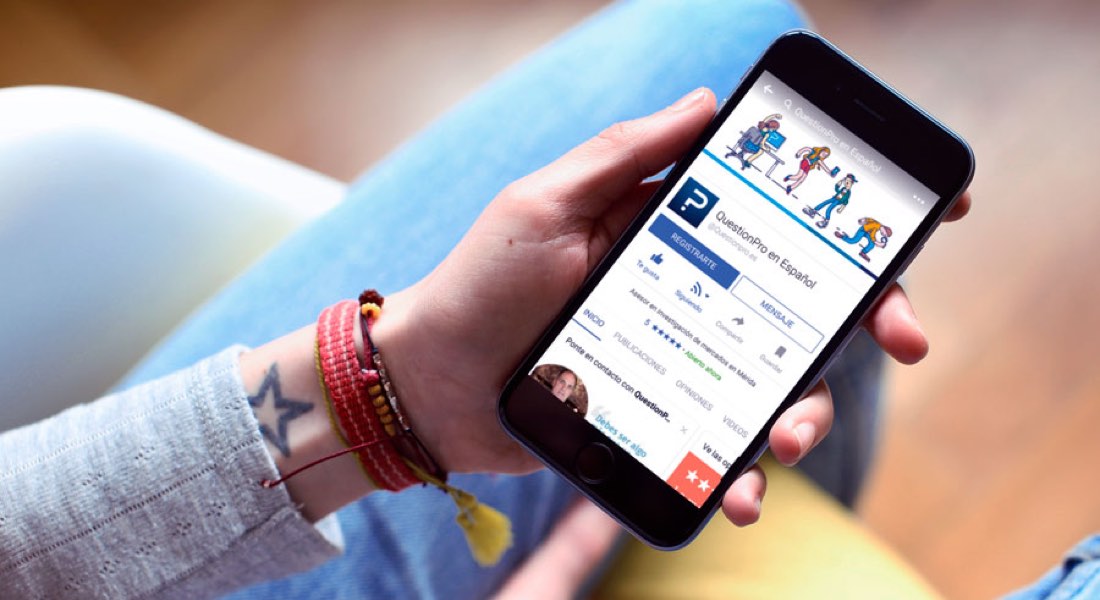 QuestionPro en Español
?
QuestionPro en Español
@Questionpro.es
REGISTRARTE
MENSAJE
Te gusta
Siguiendo
Compartir
Guardar
Asesor en investigación de mercados en Mérida
5 ★★★★★ • Abierto ahora
INICIO
PUBLICACIONES
OPINIONES
VIDEOS
Ponte en contacto con QuestionP...
Debes ser algo
Ve las op